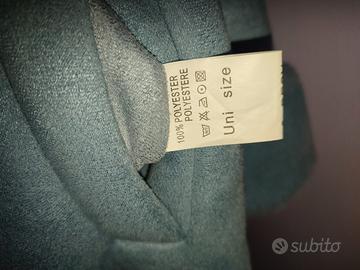 100% POLYESTER
POLYESTERE
Uni size
subito